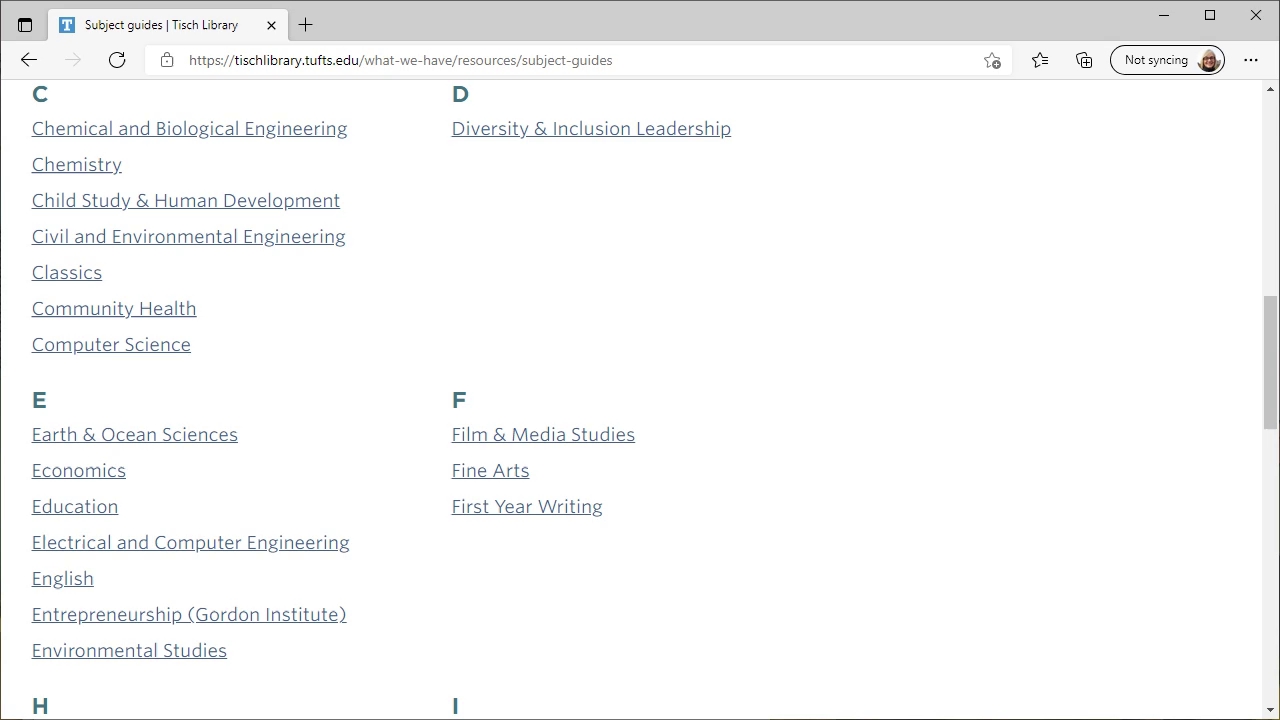 Subject guides | Tisch Library
https://tischlibrary.tufts.edu/what-we-have/resources/subject-guides
Not syncing
C
Chemical and Biological Engineering
Chemistry
Child Study & Human Development
Civil and Environmental Engineering
Classics
Community Health
Computer Science
D
Diversity & Inclusion Leadership
E
Earth & Ocean Sciences
Economics
Education
Electrical and Computer Engineering
English
Entrepreneurship (Gordon Institute)
Environmental Studies
F
Film & Media Studies
Fine Arts
First Year Writing
H
I